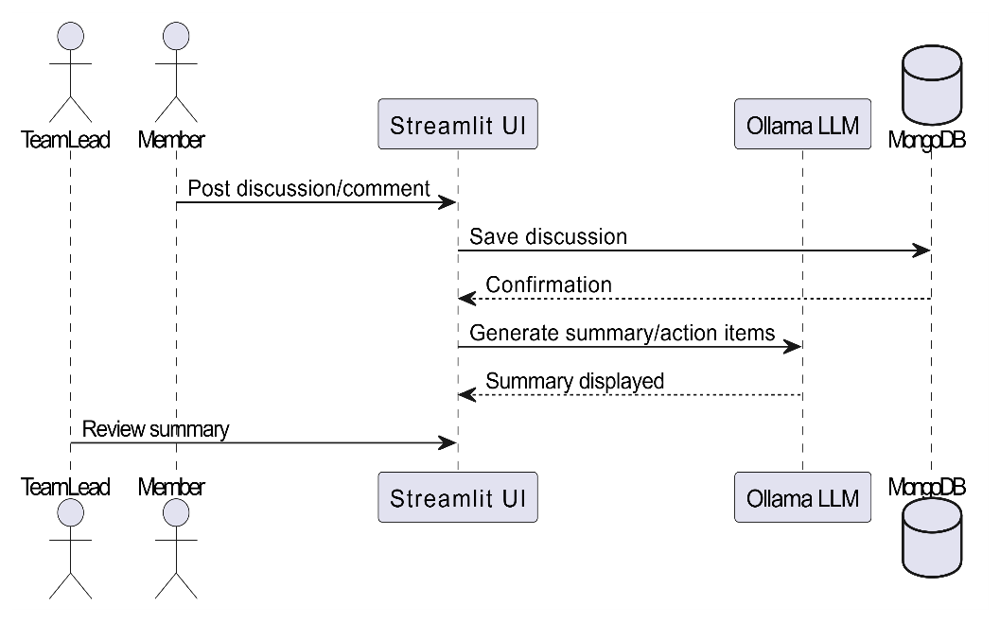 TeamLead
Member
Streamlit UI
Ollama LLM
MongoDB
Post discussion/comment
Save discussion
Confirmation
Generate summary/action items
Summary displayed
Review summary
TeamLead
Member
Streamlit UI
Ollama LLM
MongoDB